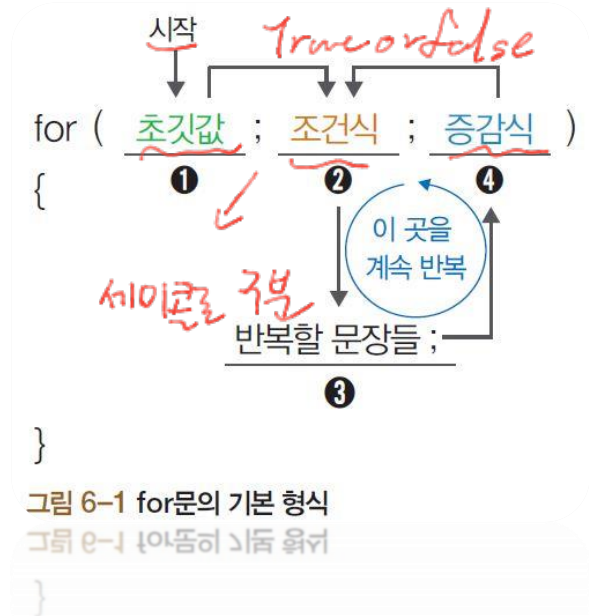 시작 True or false
for ( 초깃값 ; 조건식 ; 증감식 )
❶ ❷ ❹
{
이 곳을
계속 반복
세미콜론 구분
반복할 문장들 ;
❸
}
그림 6-1 for문의 기본 형식